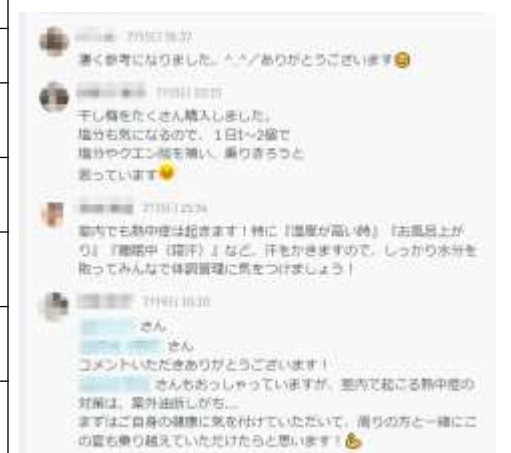 凄く参考になりました。^_^／ありがとうございます😄
干し梅をたくさん購入しました。
塩分も気になるので、1日1~2個で
塩分やクエン酸を補い、乗りきろうと
思っています😉
室内でも熱中症は起きます！特に『湿度が高い時』『お風呂上が
り』『睡眠中（寝汗）』など、汗をかきますので、しっかり水分を
取ってみんなで体調管理に気をつけましょう！
さん
さん
コメントいただきありがとうございます！
さんもおっしゃっていますが、室内で起こる熱中症の
対策は、案外油断しがち...
まずはご自身の健康に気を付けていただいて、周りの方と一緒にこ
の夏も乗り越えていただけたらと思います！💪